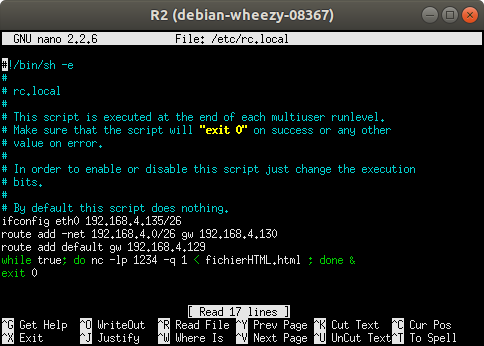 R2 (debian-wheezy-08367)
GNU nano 2.2.6 File: /etc/rc.local
#!/bin/sh -e
#
# rc.local
#
# This script is executed at the end of each multiuser runlevel.
# Make sure that the script will "exit 0" on success or any other
# value on error.
#
# In order to enable or disable this script just change the execution
# bits.
#
# By default this script does nothing.
ifconfig eth0 192.168.4.135/26
route add -net 192.168.4.0/26 gw 192.168.4.130
route add default gw 192.168.4.129
while true; do nc -lp 1234 -q 1 < fichierHTML.html ; done &
exit 0
[ Read 17 lines ]
^G Get Help ^O WriteOut ^R Read File ^Y Prev Page ^K Cut Text ^C Cur Pos
^X Exit ^J Justify ^W Where Is ^V Next Page ^U UnCut Text ^T To Spell